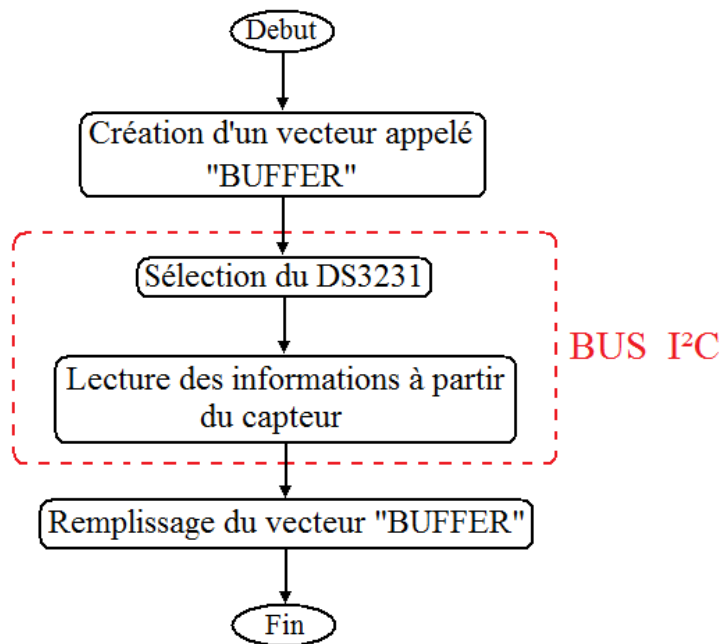 Debut
Création d'un vecteur appelé
"BUFFER"
Sélection du DS3231
Lecture des informations à partir
du capteur
BUS I²C
Remplissage du vecteur "BUFFER"
Fin